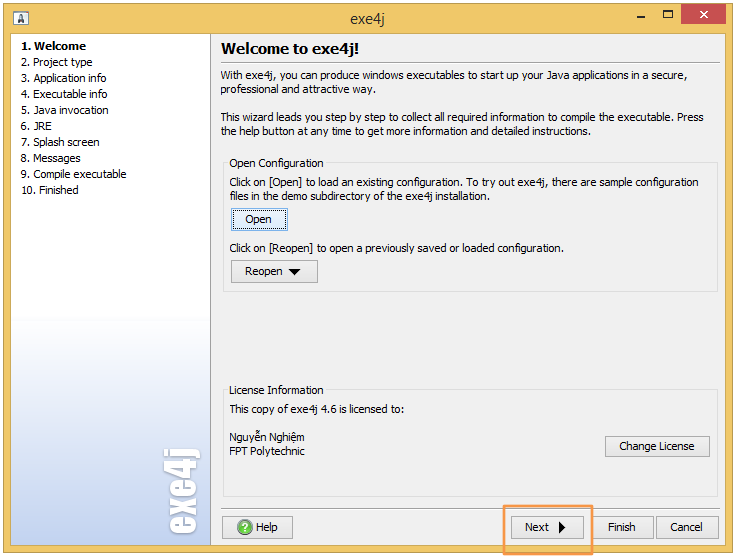 exe4j
1. Welcome
2. Project type
3. Application info
4. Executable info
5. Java invocation
6. JRE
7. Splash screen
8. Messages
9. Compile executable
10. Finished
exe4j
Welcome to exe4j!
With exe4j, you can produce windows executables to start up your Java applications in a secure,
professional and attractive way.
This wizard leads you step by step to collect all required information to compile the executable. Press
the help button at any time to get more information and detailed instructions.
Open Configuration
Click on [Open] to load an existing configuration. To try out exe4j, there are sample configuration
files in the demo subdirectory of the exe4j installation.
Open
Click on [Reopen] to open a previously saved or loaded configuration.
Reopen
License Information
This copy of exe4j 4.6 is licensed to:
Nguyễn Nghiệm
FPT Polytechnic
Change License
Help
Next
Finish
Cancel